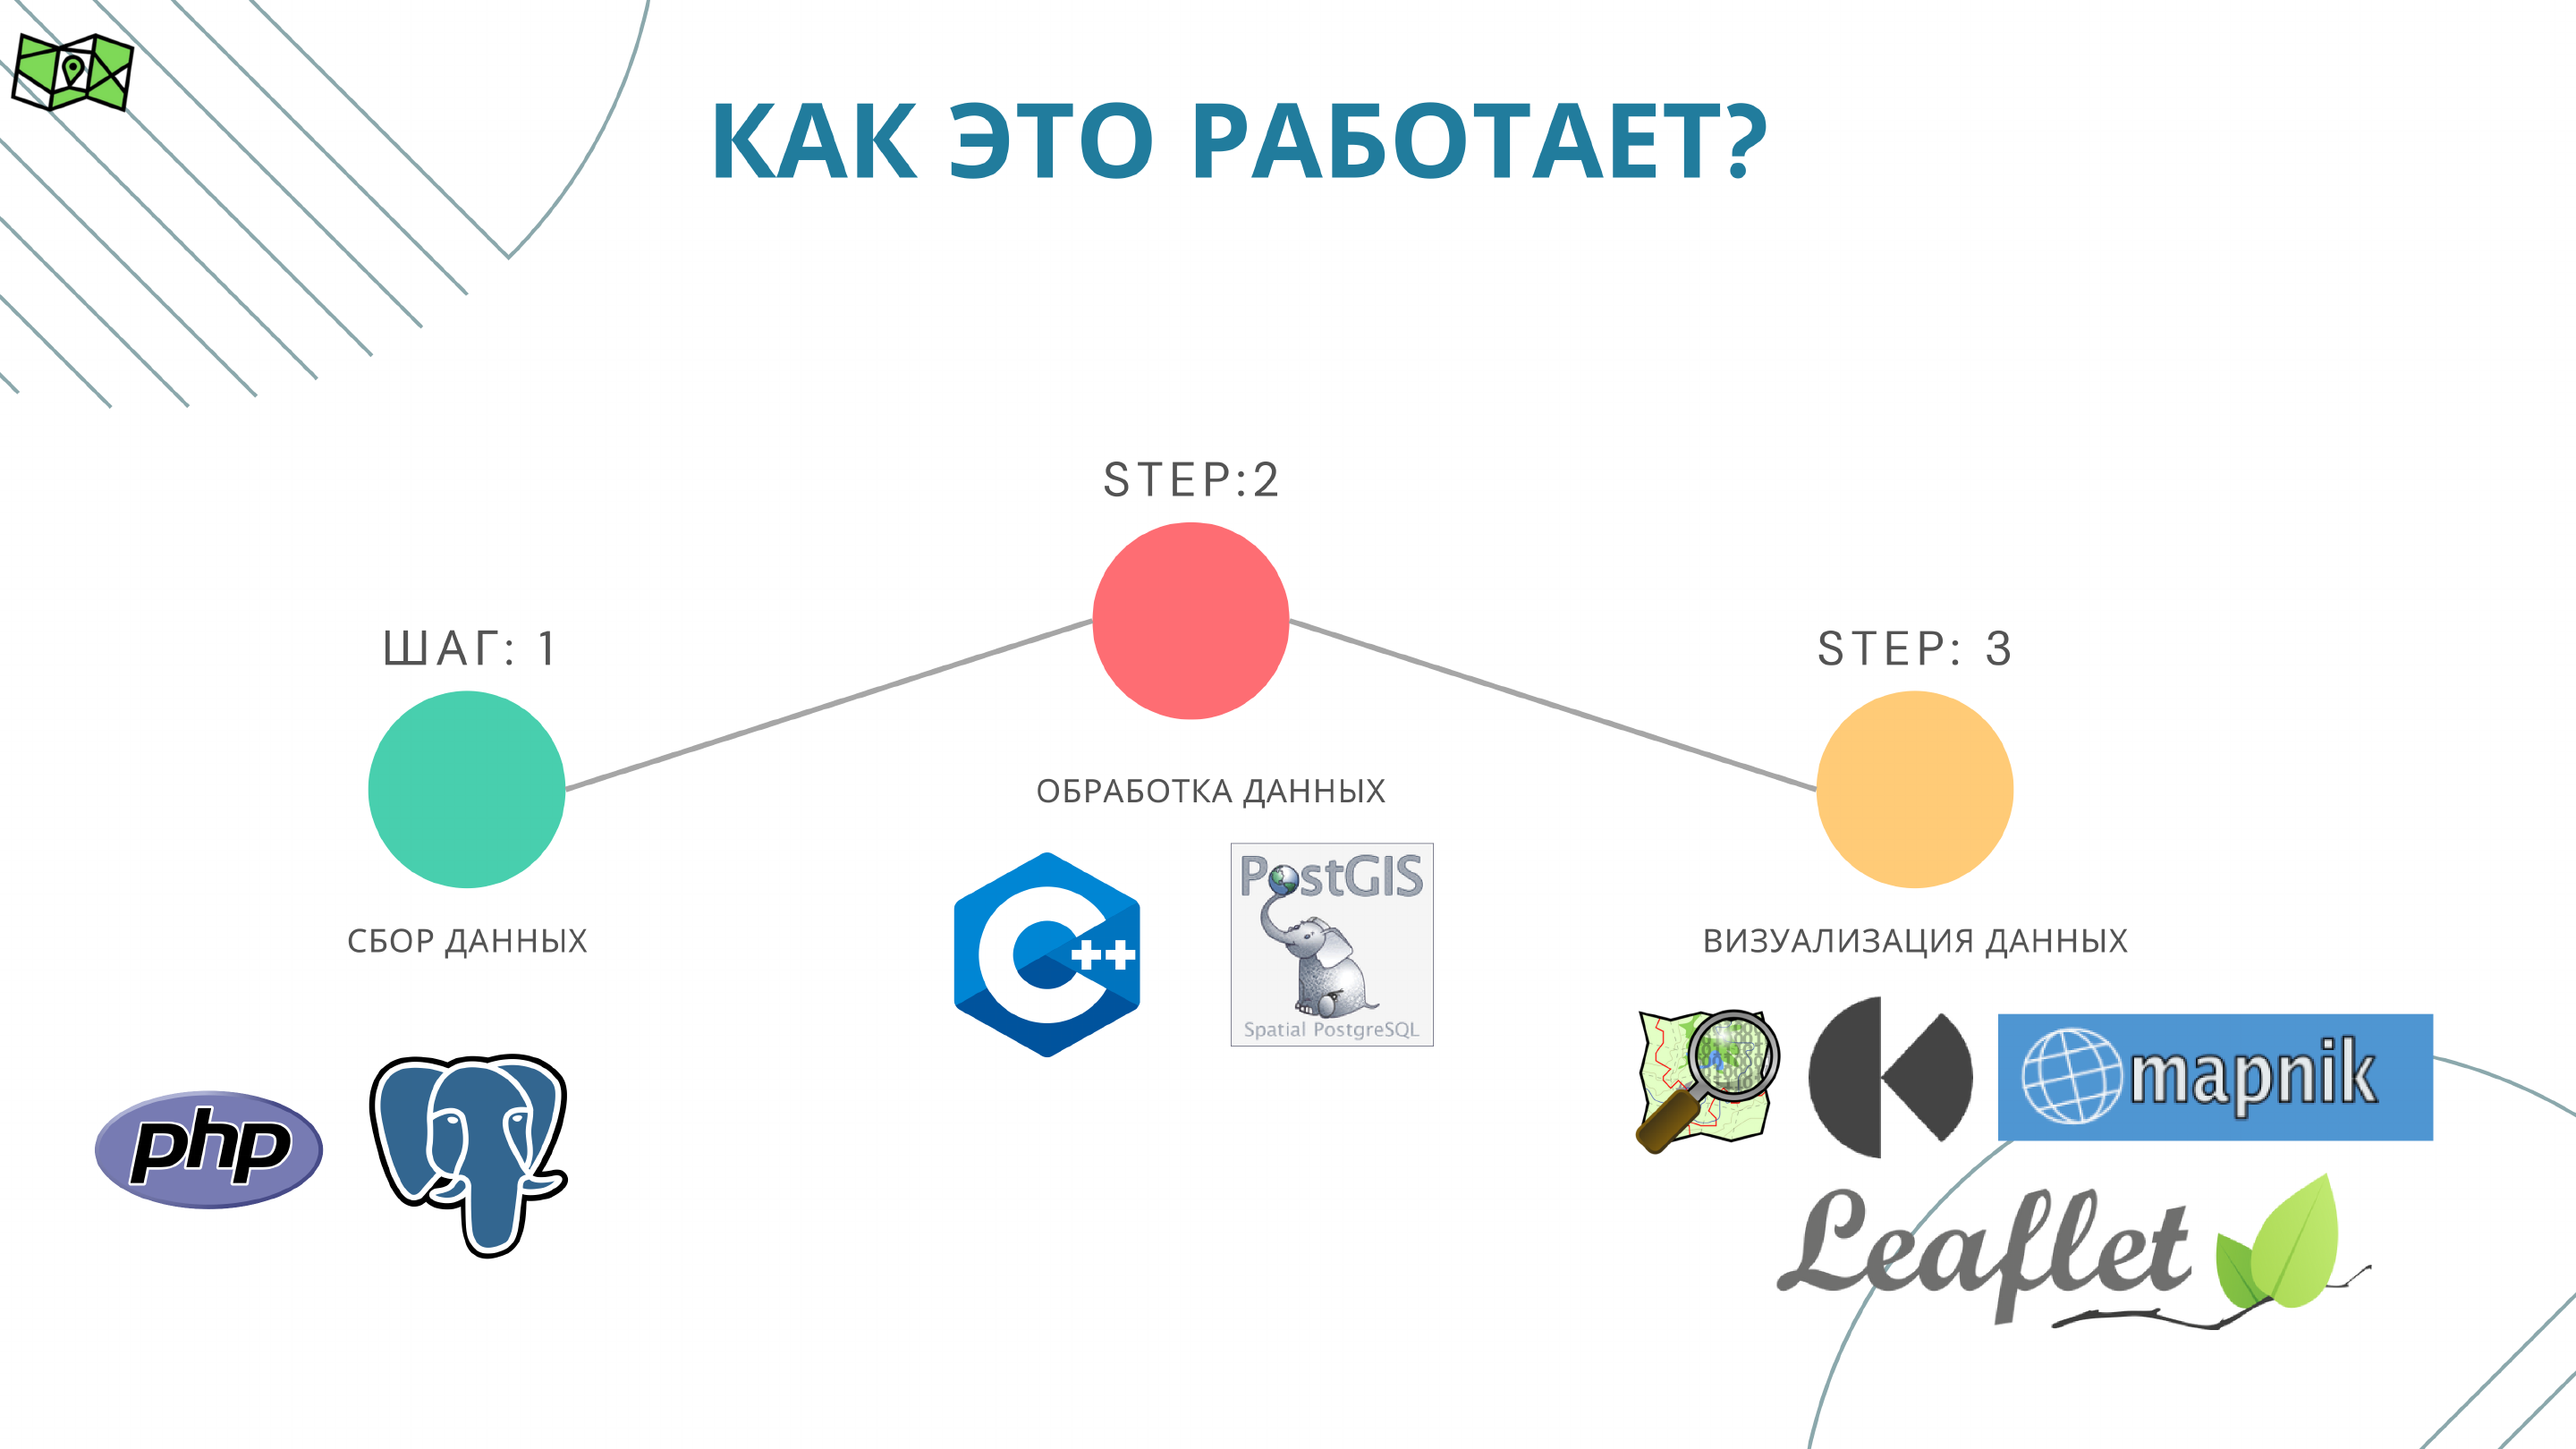 КАК ЭТО РАБОТАЕТ?
STEP:2
ШАГ: 1
STEP: 3
ОБРАБОТКА ДАННЫХ
СБОР ДАННЫХ
ВИЗУАЛИЗАЦИЯ ДАННЫХ
PostGIS
Spatial PostgreSQL
C++
php
mapnik
Leaflet